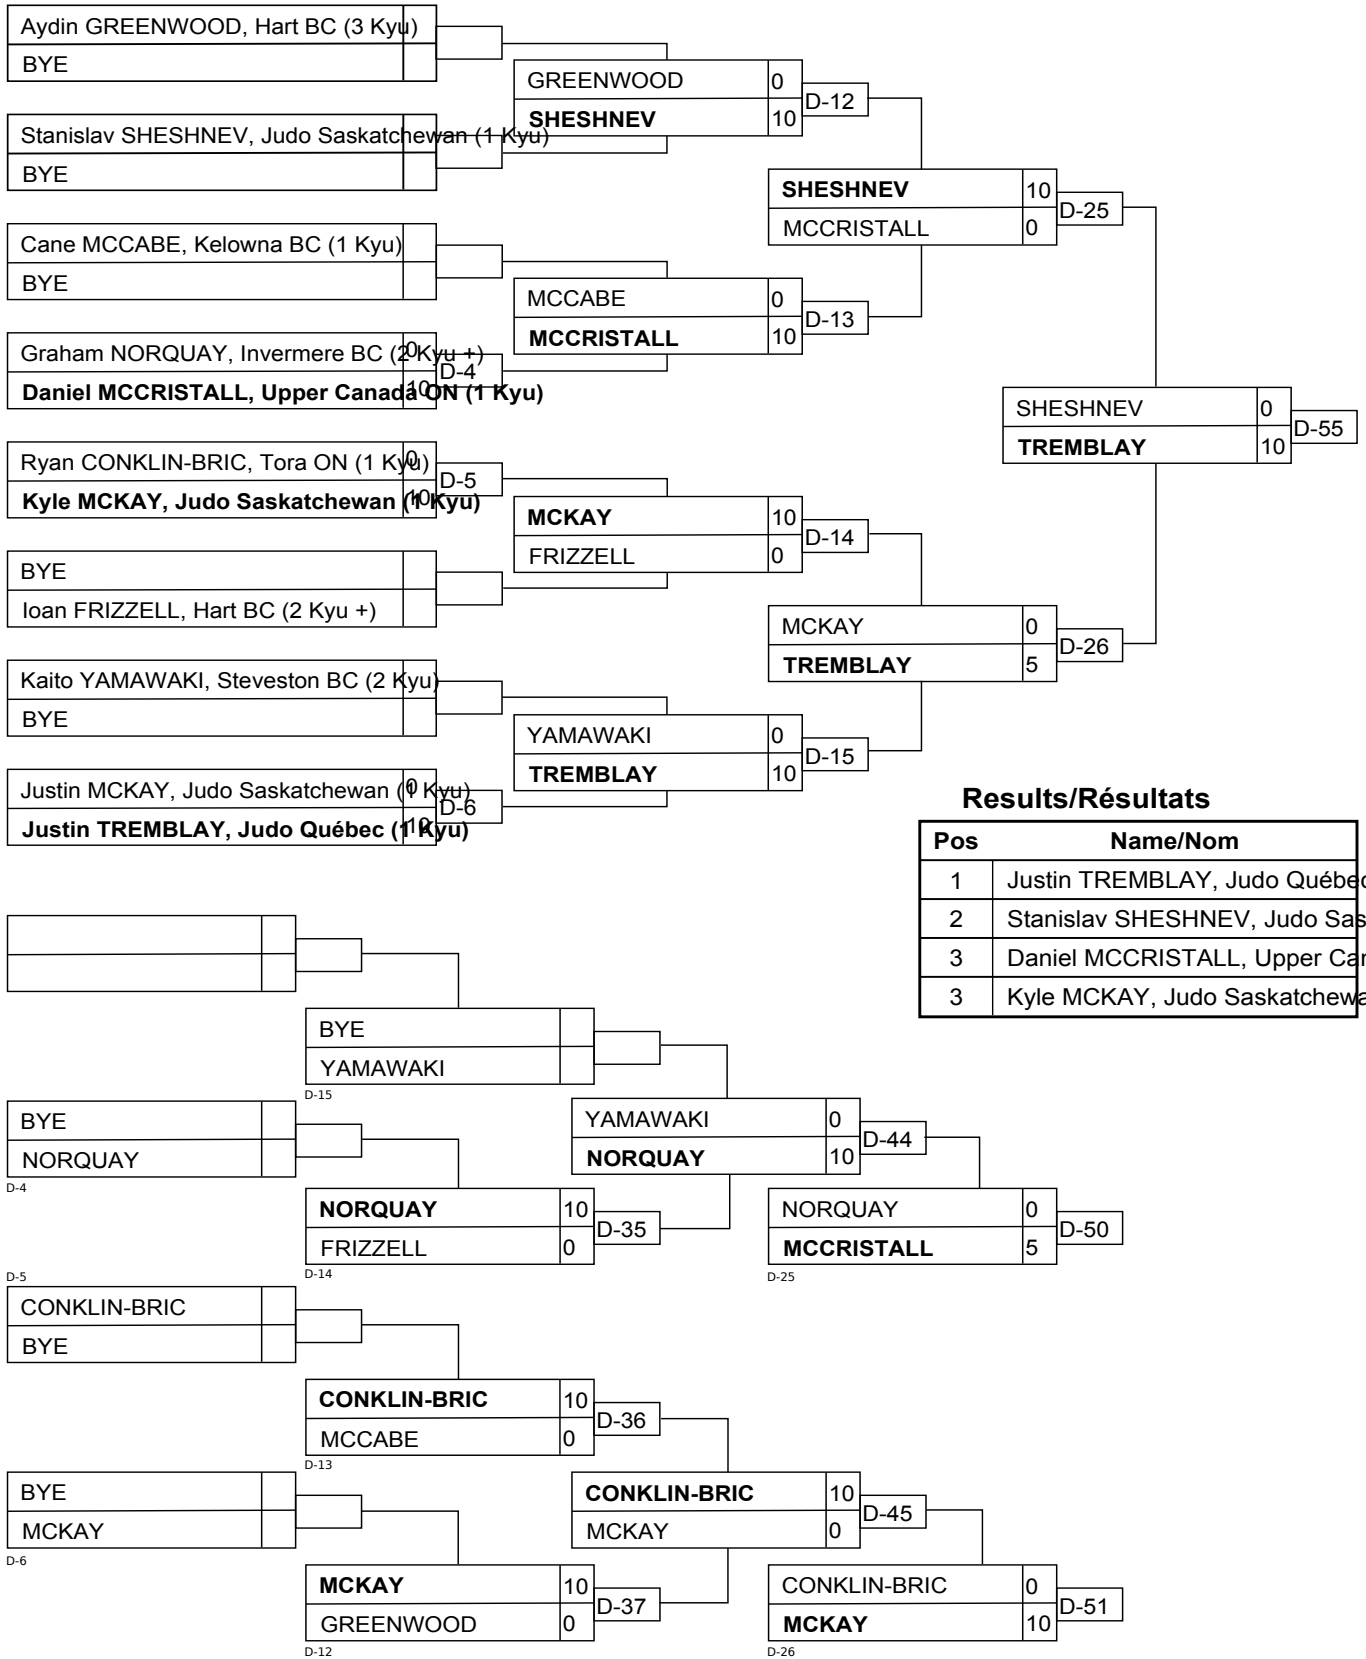 Aydin GREENWOOD, Hart BC (3 Kyu)
BYE
GREENWOOD 0
SHESHNEV 10
D-12
Stanislav SHESHNEV, Judo Saskatchewan (1 Kyu)
BYE
SHESHNEV 10
MCCRISTALL 0
D-25
Cane MCCABE, Kelowna BC (1 Kyu)
BYE
MCCABE 0
MCCRISTALL 10
D-13
Graham NORQUAY, Invermere BC (2 Kyu +) 0
Daniel MCCRISTALL, Upper Canada ON (1 Kyu) 10
D-4
SHESHNEV 0
TREMBLAY 10
D-55
Ryan CONKLIN-BRIC, Tora ON (1 Kyu) 0
Kyle MCKAY, Judo Saskatchewan (1 Kyu) 10
D-5
MCKAY 10
FRIZZELL 0
D-14
BYE
Ioan FRIZZELL, Hart BC (2 Kyu +)
MCKAY 0
TREMBLAY 5
D-26
Kaito YAMAWAKI, Steveston BC (2 Kyu)
BYE
YAMAWAKI 0
TREMBLAY 10
D-15
Justin MCKAY, Judo Saskatchewan (1 Kyu) 0
Justin TREMBLAY, Judo Québec (1 Kyu) 10
D-6
Results/Résultats
Pos Name/Nom
1 Justin TREMBLAY, Judo Québec
2 Stanislav SHESHNEV, Judo Sas
3 Daniel MCCRISTALL, Upper Can
3 Kyle MCKAY, Judo Saskatchewa
BYE
YAMAWAKI
D-15
BYE
NORQUAY
D-4
YAMAWAKI 0
NORQUAY 10
D-44
NORQUAY 10
FRIZZELL 0
D-35
D-14
NORQUAY 0
MCCRISTALL 5
D-50
D-25
D-5
CONKLIN-BRIC
BYE
CONKLIN-BRIC 10
MCCABE 0
D-36
D-13
BYE
MCKAY
D-6
CONKLIN-BRIC 10
MCKAY 0
D-45
MCKAY 10
GREENWOOD 0
D-37
D-12
CONKLIN-BRIC 0
MCKAY 10
D-51
D-26